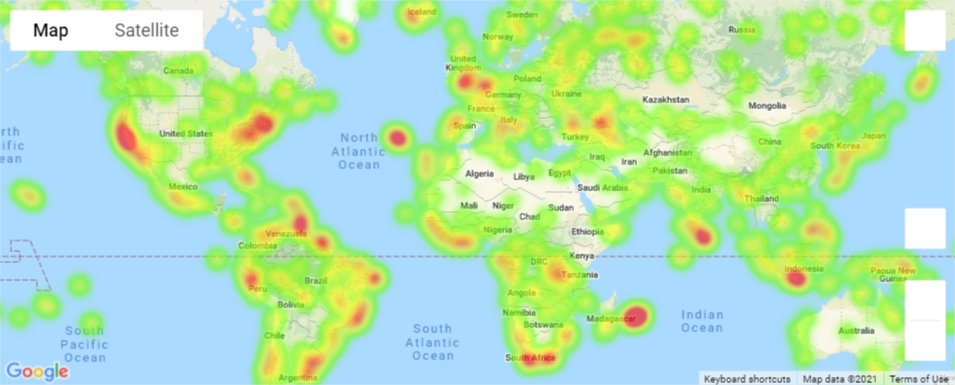 Map
Satellite
Iceland
Sweden
Norway
Russia
United
Kingdom
Canada
Poland
Germany
Ukraine
Kazakhstan
Mongolia
France
Italy
Spain
Turkey
North
Atlantic
Ocean
United States
China
Japan
South Korea
rth
ific
ean
Iraq
Iran
Afghanistan
Pakistan
Algeria
Libya
Egypt
Saudi Arabia
India
Thailand
Mexico
Mali
Niger
Chad
Sudan
Nigeria
Ethiopia
Venezuela
Colombia
DRC
Kenya
Tanzania
Indonesia
Papua New
Guinea
Peru
Brazil
Bolivia
Angola
Namibia
Botswana
Madagascar
Indian
Ocean
South
Pacific
Ocean
South
Atlantic
Ocean
Chile
Australia
South Africa
Argentina
Google
Keyboard shortcuts
Map data ©2021
Terms of Use